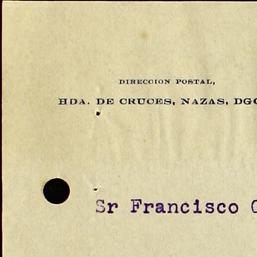 DIRECCION POSTAL,
HDA. DE CRUCES, NAZAS, DGO
Sr Francisco